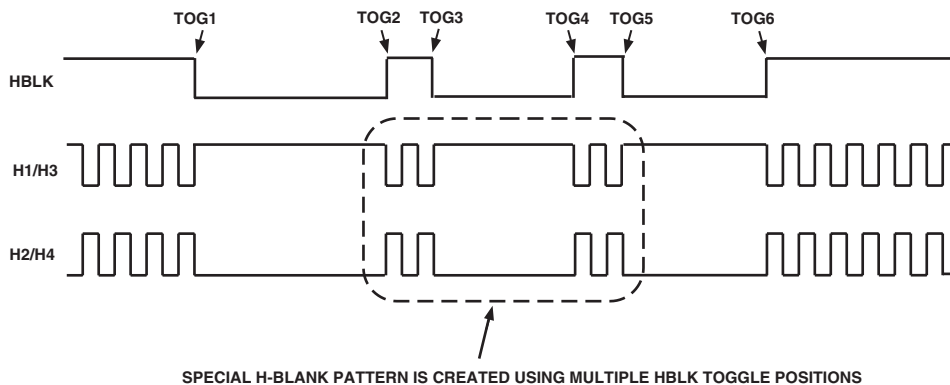 TOG1 TOG2 TOG3 TOG4 TOG5 TOG6
HBLK
H1/H3
H2/H4
SPECIAL H-BLANK PATTERN IS CREATED USING MULTIPLE HBLK TOGGLE POSITIONS